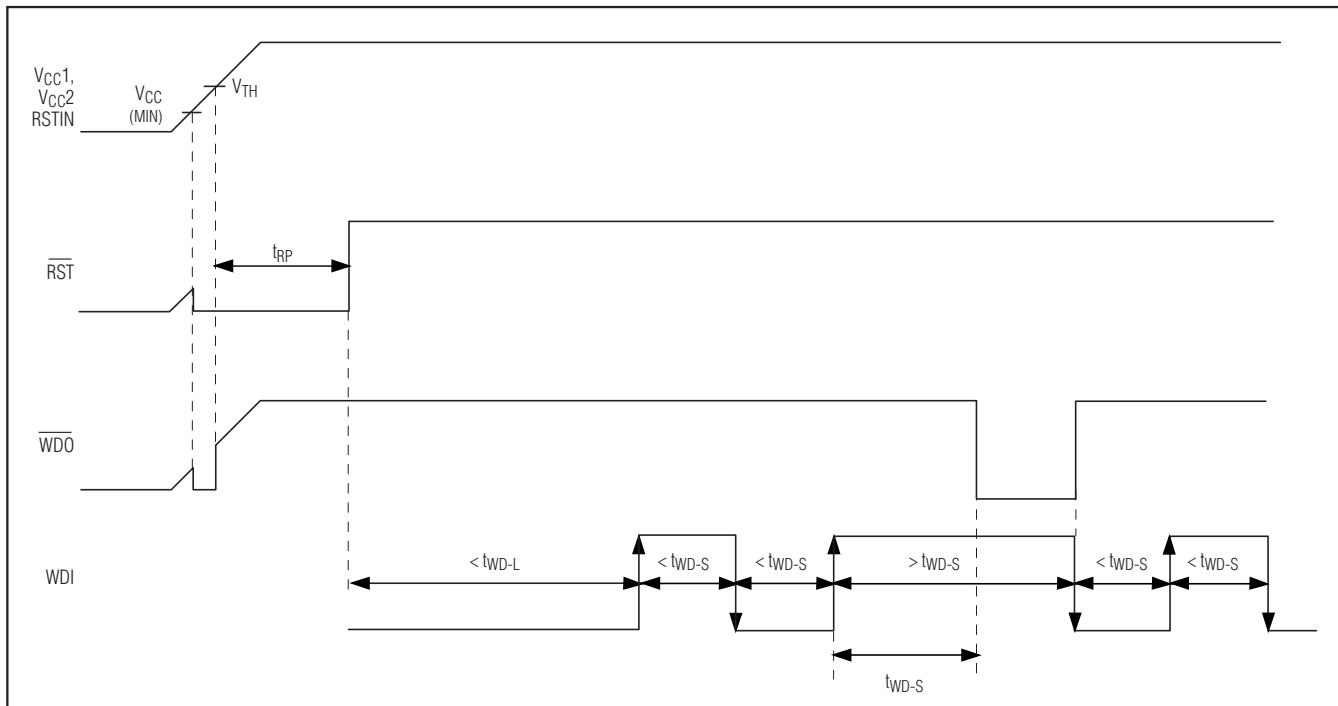 VCC1,
VCC2
RSTIN
VCC
(MIN)
VTH
RST
tRP
WDO
WDI
< tWD-L
< tWD-S
< tWD-S
> tWD-S
< tWD-S
< tWD-S
tWD-S